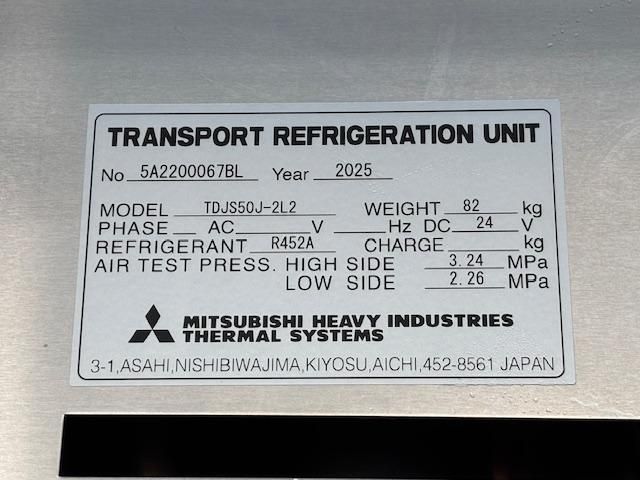 TRANSPORT REFRIGERATION UNIT
No 5A2200067BL Year 2025
MODEL TDJS50J-2L2 WEIGHT 82 kg
PHASE AC V Hz DC 24 V
REFRIGERANT R452A CHARGE kg
AIR TEST PRESS. HIGH SIDE 3.24 MPa
LOW SIDE 2.26 MPa
MITSUBISHI HEAVY INDUSTRIES
THERMAL SYSTEMS
3-1,ASAHI,NISHIBIWAJIMA,KIYOSU,AICHI,452-8561 JAPAN